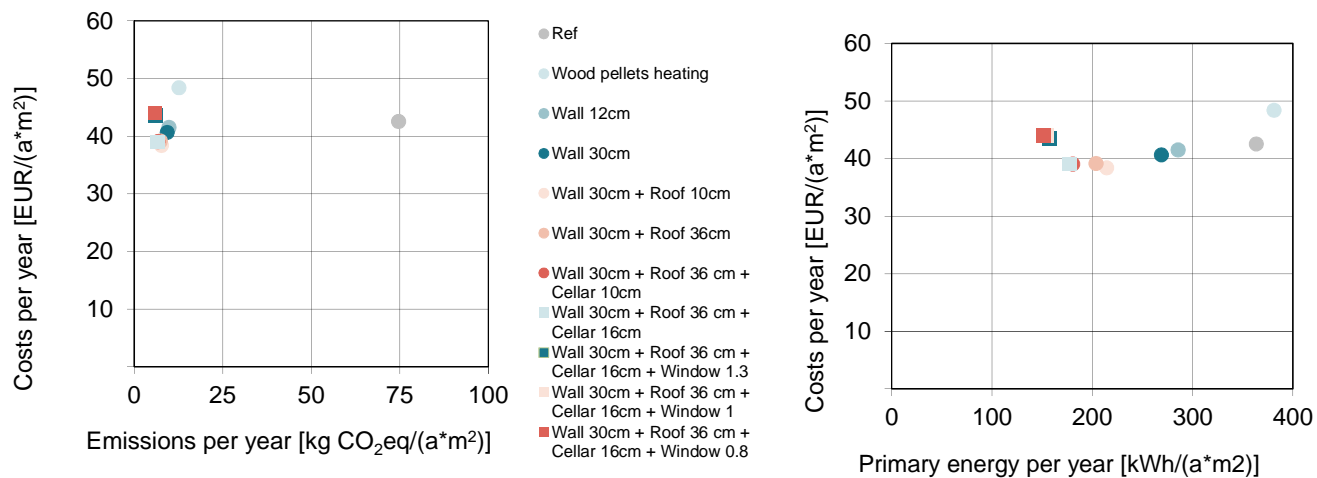 60
50
40
30
20
10
0
25
50
75
100
Costs per year [EUR/(a*m²)]
Emissions per year [kg CO₂eq/(a*m²)]
Ref
Wood pellets heating
Wall 12cm
Wall 30cm
Wall 30cm + Roof 10cm
Wall 30cm + Roof 36cm
Wall 30cm + Roof 36 cm +
Cellar 10cm
Wall 30cm + Roof 36 cm +
Cellar 16cm
Wall 30cm + Roof 36 cm +
Cellar 16cm + Window 1.3
Wall 30cm + Roof 36 cm +
Cellar 16cm + Window 1
Wall 30cm + Roof 36 cm +
Cellar 16cm + Window 0.8
60
50
40
30
20
10
0
100
200
300
400
Costs per year [EUR/(a*m²)]
Primary energy per year [kWh/(a*m2)]